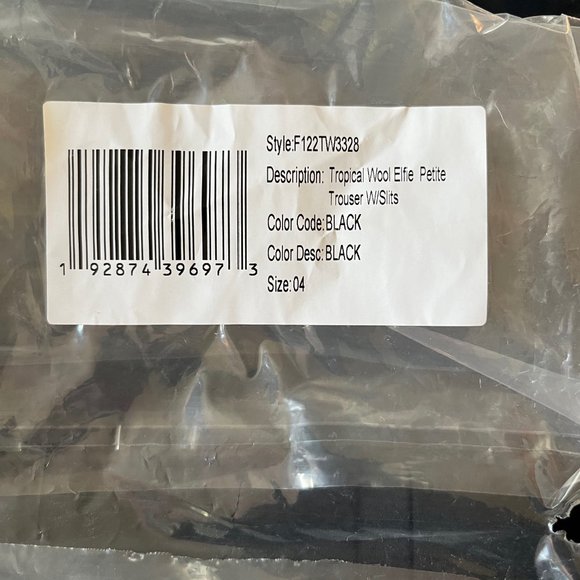 Style:F122TW3328
Description: Tropical Wool Elfie Petite
Trouser W/Slits
Color Code:BLACK
Color Desc:BLACK
Size:04
1 92874 39697 3